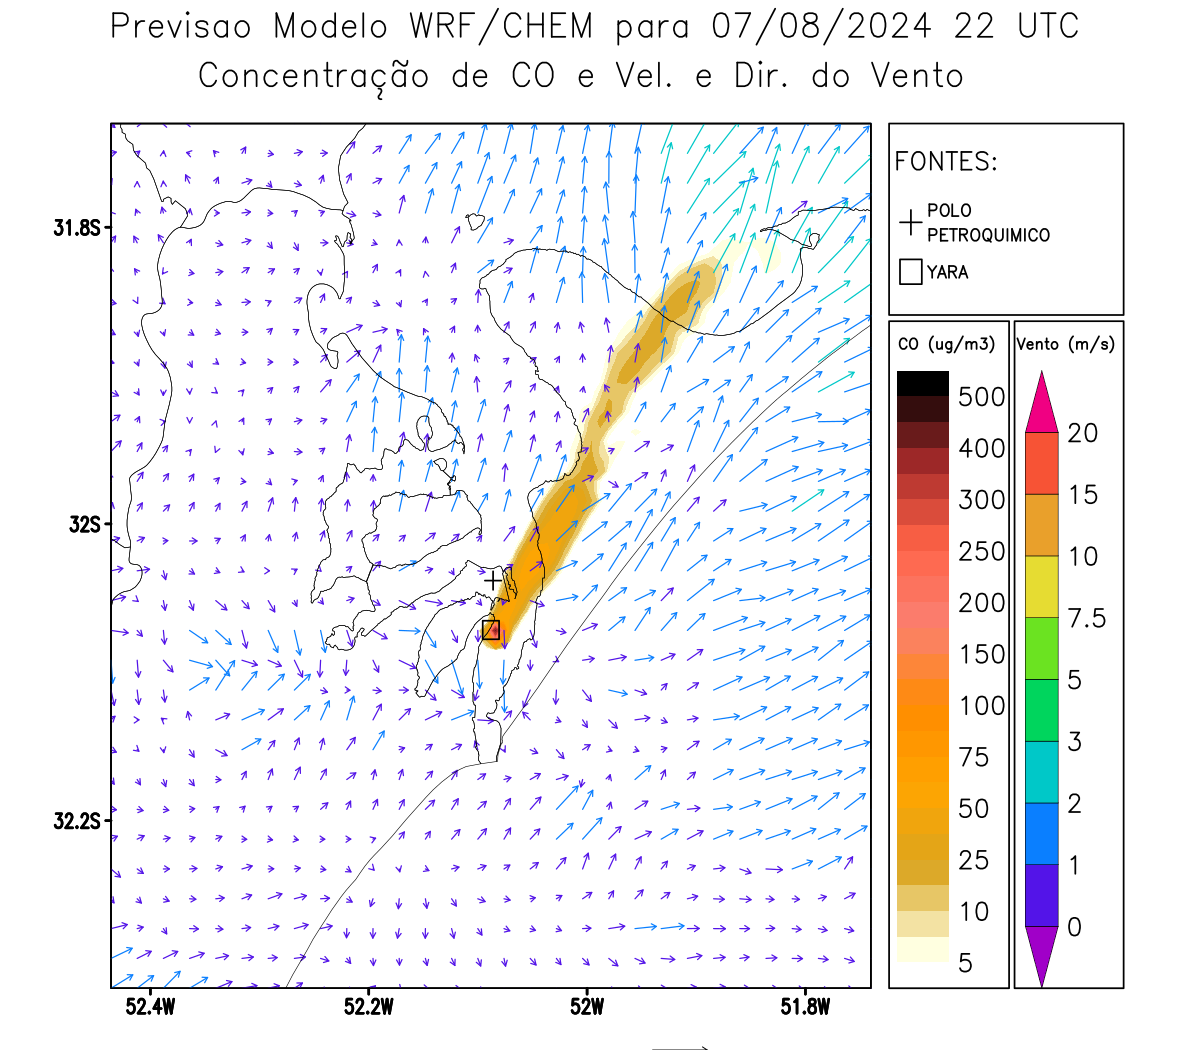 Previsao Modelo WRF/CHEM para 07/08/2024 22 UTC
Concentração de CO e Vel. e Dir. do Vento
FONTES:
POLO
PETROQUIMICO
YARA
CO (ug/m3)
500
400
300
250
200
150
100
75
50
25
10
5
Vento (m/s)
20
15
10
7.5
5
3
2
1
0
31.8S
32S
32.2S
52.4W
52.2W
52W
51.8W